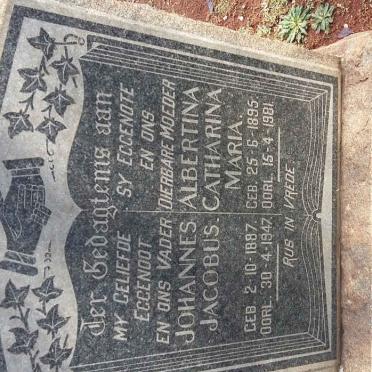 Ter Gedagtenis aan
MY GELIEFDE SY EGGENOTE
EGGENOOT EN ONS
EN ONS VADER DIERBARE MOEDER
JOHANNES ALBERTINA
JACOBUS. CATHARINA
MARIA.
GEB 2-10-1887. GEB. 25-6-1895.
OORL. 30-4-1947. OORL. 15-4-1981.
RUS IN VREDE